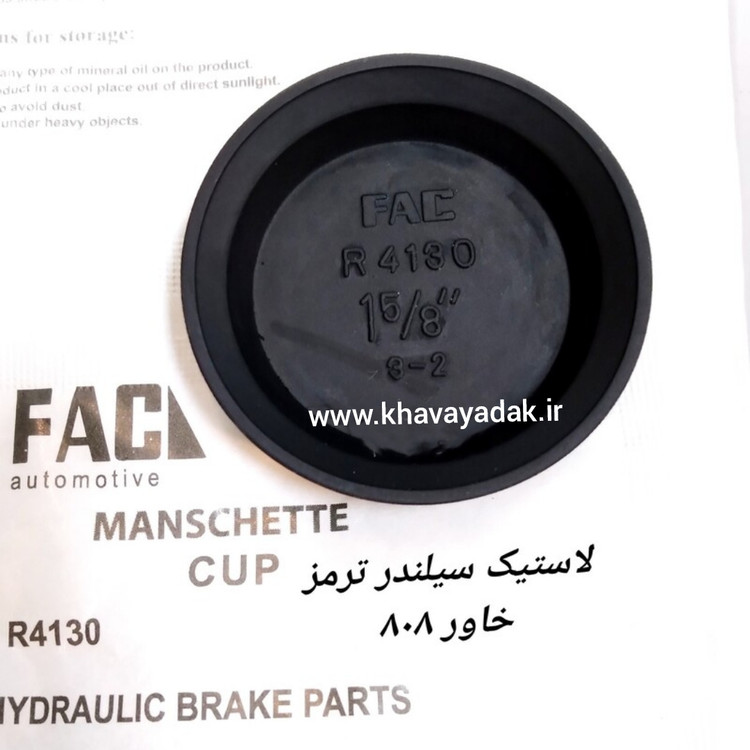 ns for storage:
any type of mineral oil on the product.
duct in a cool place out of direct sunlight.
o avoid dust
under heavy objects.
FAC
R 4130
1 5/8"
3-2
www.khavayadak.ir
FAC
automotive
MANSCHETTE
CUP
لاستیک سیلندر ترمز
خاور ۸۰۸
R4130
HYDRAULIC BRAKE PARTS